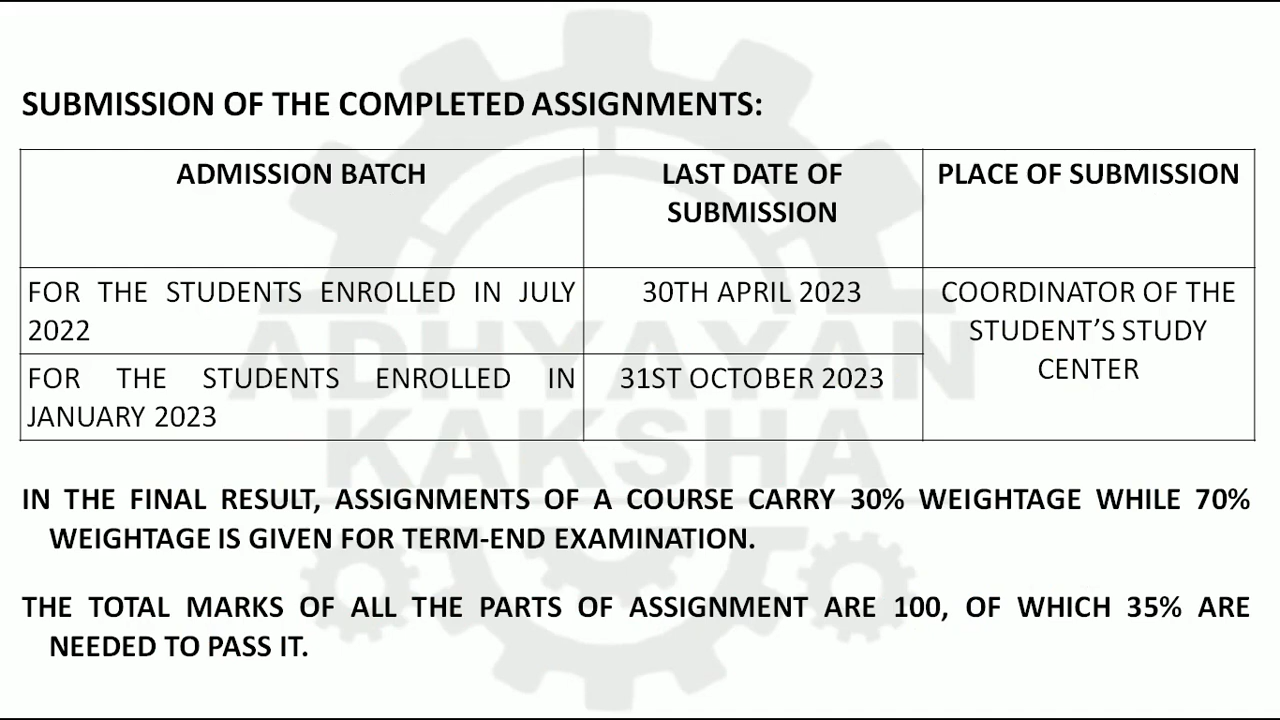 SUBMISSION OF THE COMPLETED ASSIGNMENTS:
ADMISSION BATCH
LAST DATE OF
SUBMISSION
PLACE OF SUBMISSION
FOR THE STUDENTS ENROLLED IN JULY
2022
30TH APRIL 2023
COORDINATOR OF THE
STUDENT’S STUDY
CENTER
FOR THE STUDENTS ENROLLED IN
JANUARY 2023
31ST OCTOBER 2023
ADHYAYAN
KAKSHA
IN THE FINAL RESULT, ASSIGNMENTS OF A COURSE CARRY 30% WEIGHTAGE WHILE 70%
WEIGHTAGE IS GIVEN FOR TERM-END EXAMINATION.
THE TOTAL MARKS OF ALL THE PARTS OF ASSIGNMENT ARE 100, OF WHICH 35% ARE
NEEDED TO PASS IT.